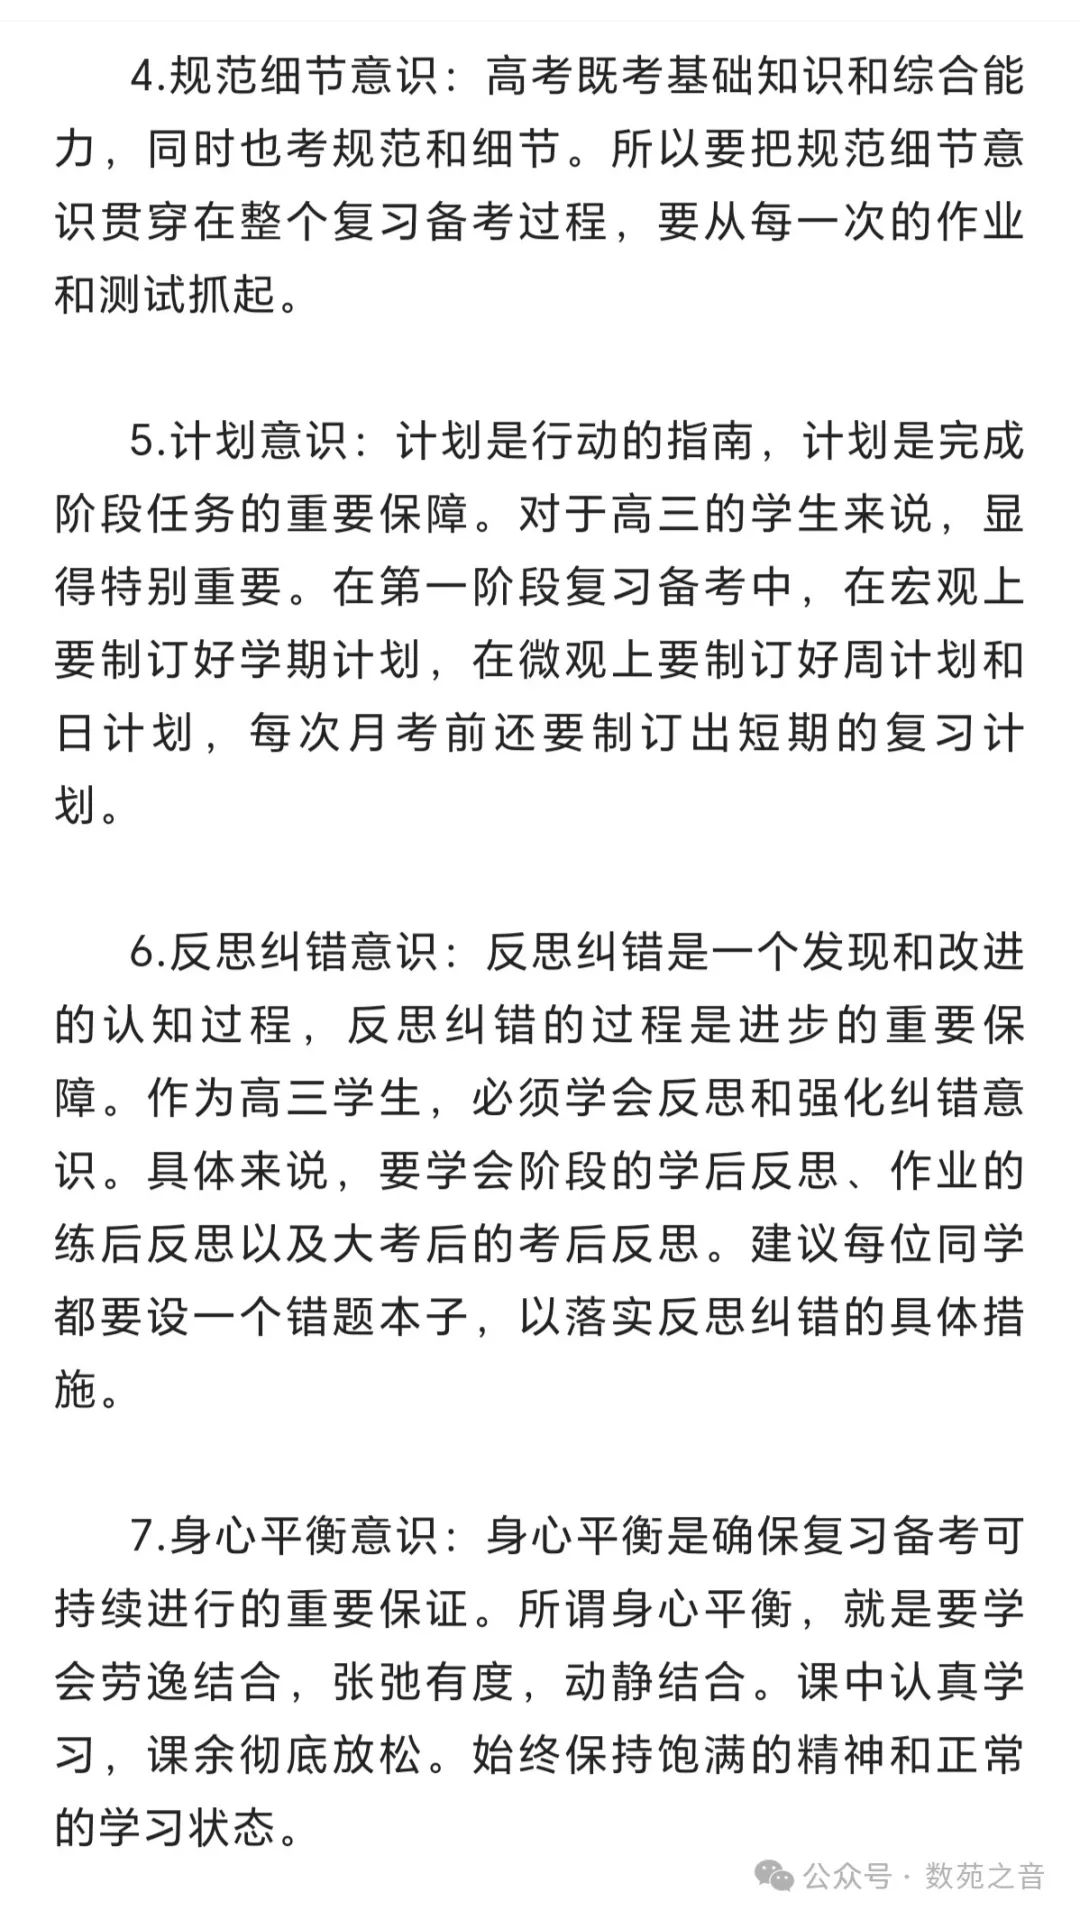 4.规范细节意识：高考既考基础知识和综合能
力，同时也考规范和细节。所以要把规范细节意
识贯穿在整个复习备考过程，要从每一次的作业
和测试抓起。
5.计划意识：计划是行动的指南，计划是完成
阶段任务的重要保障。对于高三的学生来说，显
得特别重要。在第一阶段复习备考中，在宏观上
要制订好学期计划，在微观上要制订好周计划和
日计划，每次月考前还要制订出短期的复习计
划。
6.反思纠错意识：反思纠错是一个发现和改进
的认知过程，反思纠错的过程是进步的重要保
障。作为高三学生，必须学会反思和强化纠错意
识。具体来说，要学会阶段的学后反思、作业的
练后反思以及大考后的考后反思。建议每位同学
都要设一个错题本子，以落实反思纠错的具体措
施。
7.身心平衡意识：身心平衡是确保复习备考可
持续进行的重要保证。所谓身心平衡，就是要学
会劳逸结合，张弛有度，动静结合。课中认真学
习，课余彻底放松。始终保持饱满的精神和正常
的学习状态。
公众号·数苑之音